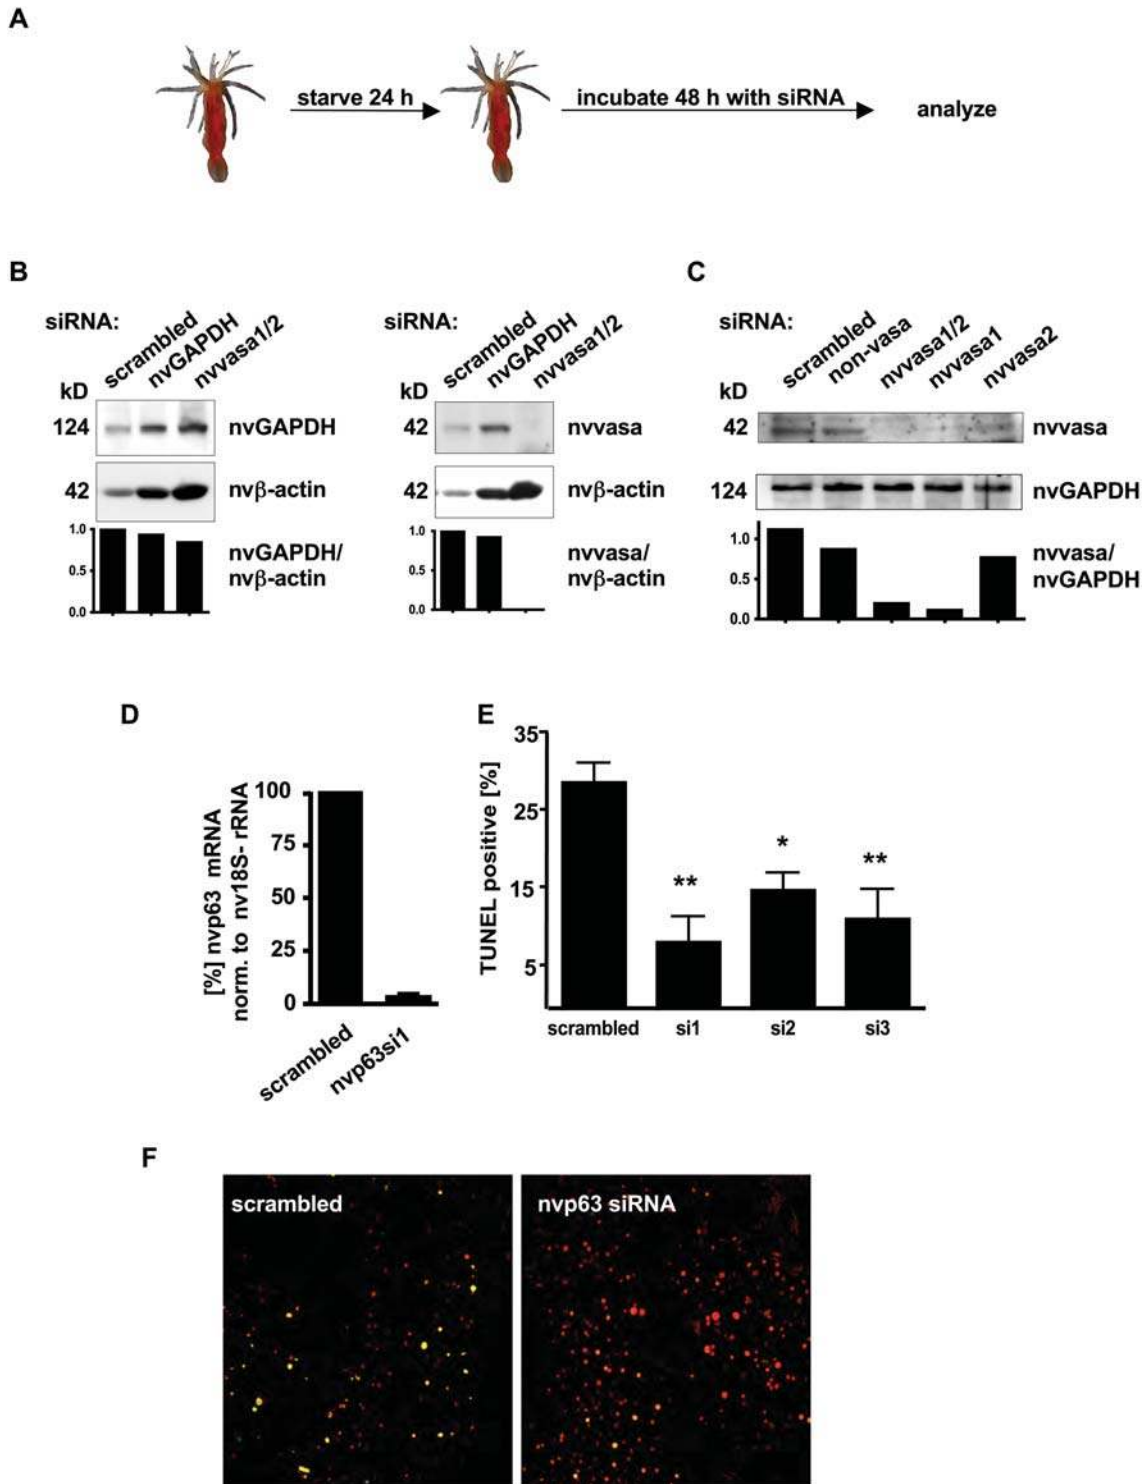 A
starve 24 h
incubate 48 h with siRNA
analyze
B
siRNA:
scrambled
nvGAPDH
nvvasa1/2
kD
124
nvGAPDH
42
nvβ-actin
1.0
0.5
0.0
nvGAPDH/
nvβ-actin
siRNA:
scrambled
nvGAPDH
nvvasa1/2
kD
42
nvvasa
42
nvβ-actin
1.0
0.5
0.0
nvvasa/
nvβ-actin
C
siRNA:
scrambled
non-vasa
nvvasa1/2
nvvasa1
nvvasa2
kD
42
nvvasa
124
nvGAPDH
1.0
0.5
0.0
nvvasa/
nvGAPDH
D
[%] nvp63 mRNA
norm. to nv18S- rRNA
100
75
50
25
0
scrambled
nvp63si1
E
TUNEL positive [%]
35
25
15
5
**
*
**
scrambled
si1
si2
si3
F
scrambled
nvp63 siRNA